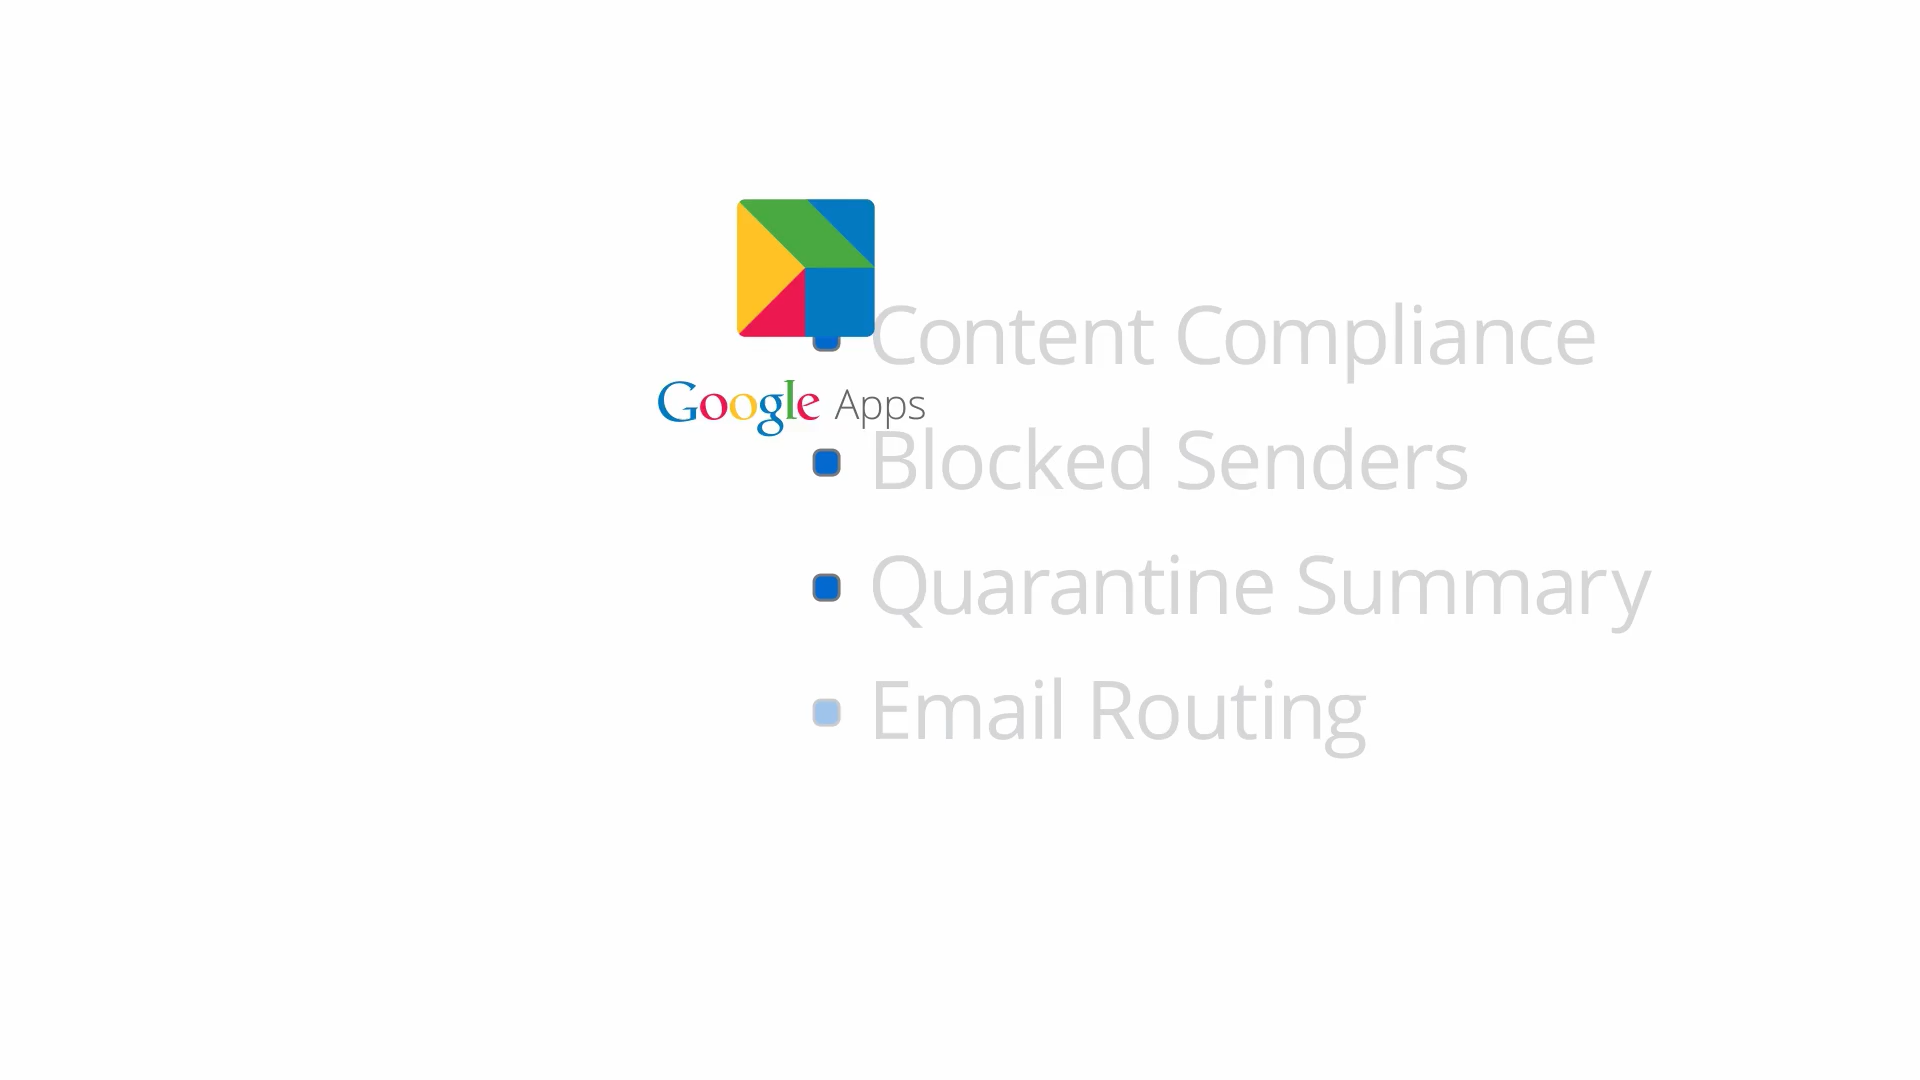 Content Compliance
Google Apps
Blocked Senders
Quarantine Summary
Email Routing